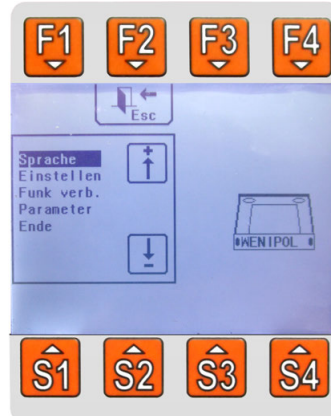 F1 F2 F3 F4
Esc
Sprache
Einstellen
Funk verb.
Parameter
Ende
WENIPOL
S1 S2 S3 S4